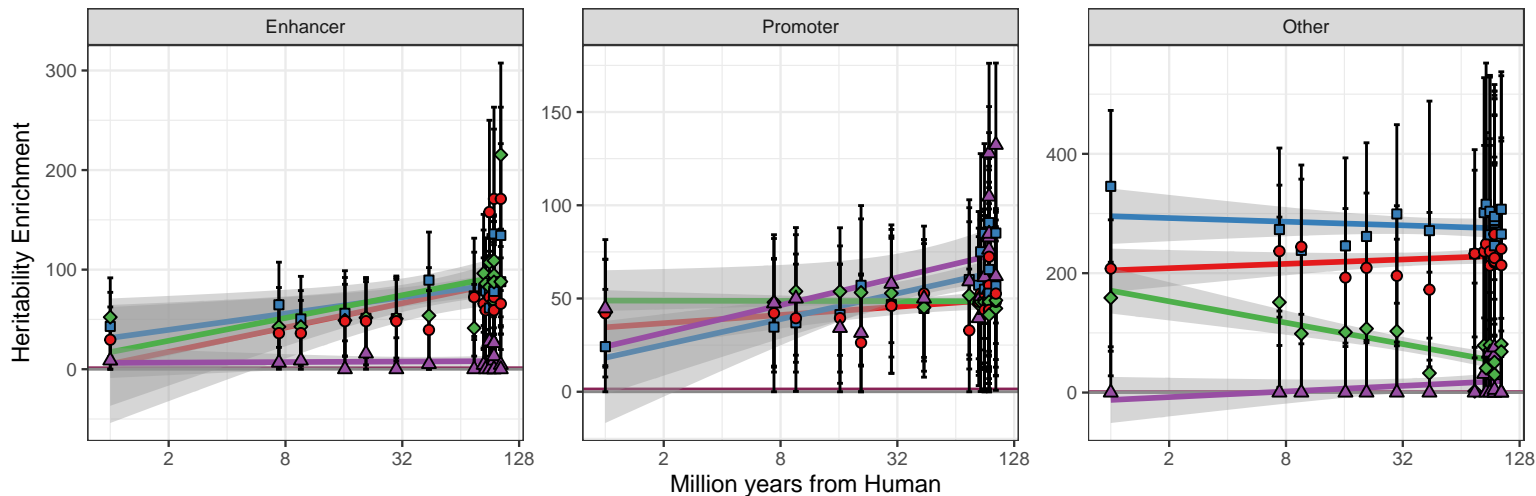 Enhancer
Promoter
Other
Heritability Enrichment
300
200
100
0
150
100
50
0
400
200
0
2 8 32 128
2 8 32 128
2 8 32 128
Million years from Human